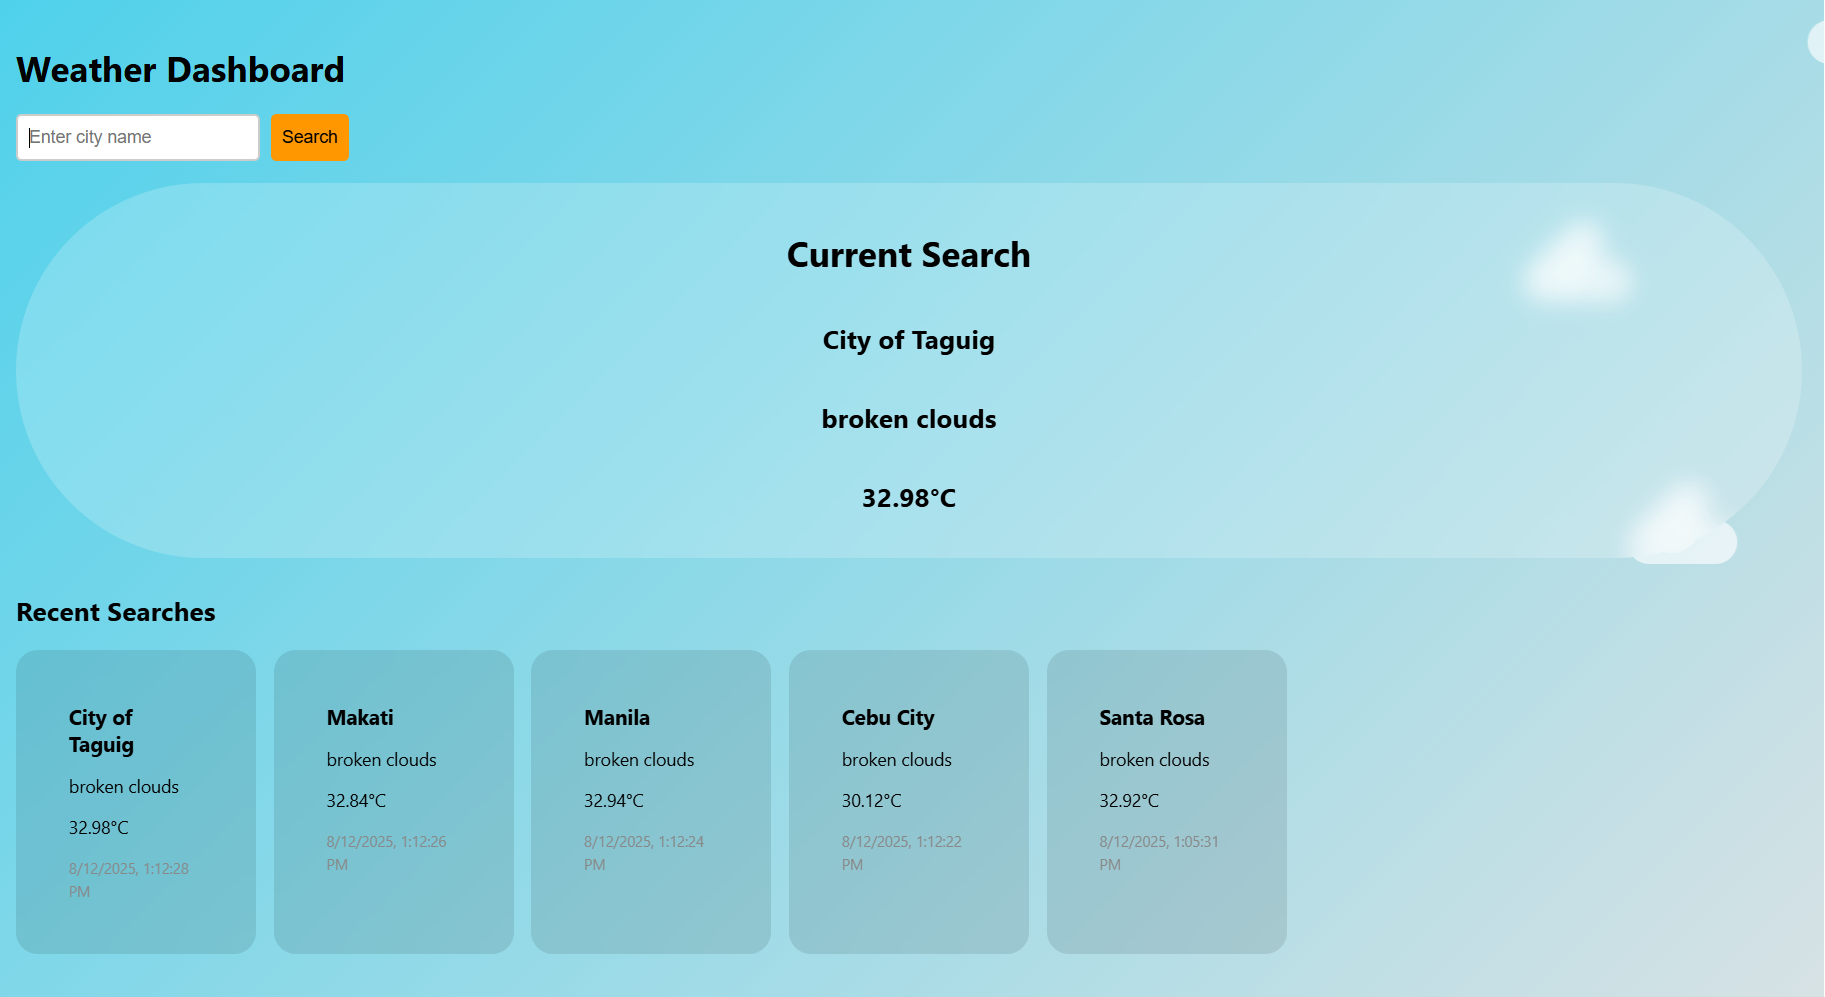 Weather Dashboard
Enter city name
Search
Current Search
City of Taguig
broken clouds
32.98°C
Recent Searches
City of
Taguig
broken clouds
32.98°C
8/12/2025, 1:12:28
PM
Makati
broken clouds
32.84°C
8/12/2025, 1:12:26
PM
Manila
broken clouds
32.94°C
8/12/2025, 1:12:24
PM
Cebu City
broken clouds
30.12°C
8/12/2025, 1:12:22
PM
Santa Rosa
broken clouds
32.92°C
8/12/2025, 1:05:31
PM